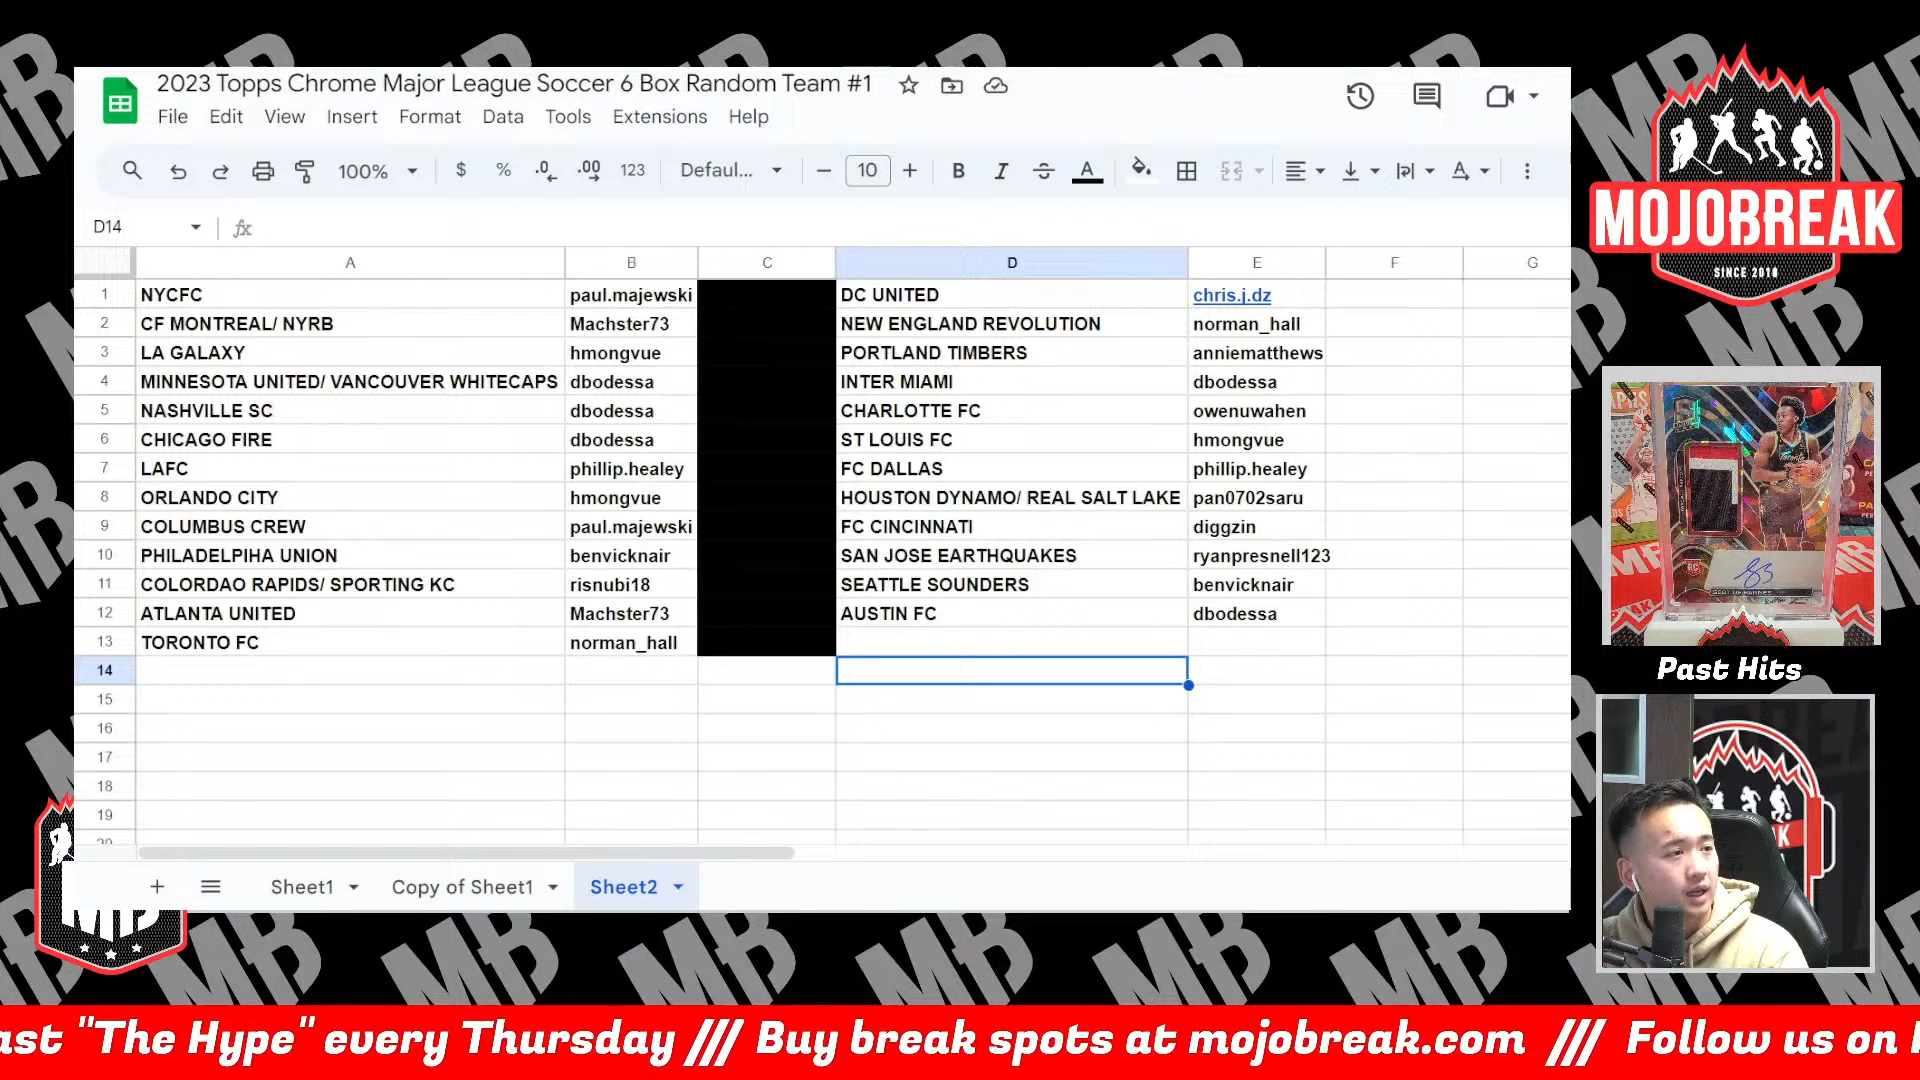 2023 Topps Chrome Major League Soccer 6 Box Random Team #1
File Edit View Insert Format Data Tools Extensions Help
100% $ % .0 .00 123 Defaul... 10 B I A
D14 fx
A B C D E F G
1 NYCFC paul.majewski DC UNITED chris.j.dz
2 CF MONTREAL/ NYRB Machster73 NEW ENGLAND REVOLUTION norman_hall
3 LA GALAXY hmongvue PORTLAND TIMBERS anniematthews
4 MINNESOTA UNITED/ VANCOUVER WHITECAPS dbodessa INTER MIAMI dbodessa
5 NASHVILLE SC dbodessa CHARLOTTE FC owenuwahen
6 CHICAGO FIRE dbodessa ST LOUIS FC hmongvue
7 LAFC phillip.healey FC DALLAS phillip.healey
8 ORLANDO CITY hmongvue HOUSTON DYNAMO/ REAL SALT LAKE pan0702saru
9 COLUMBUS CREW paul.majewski FC CINCINNATI diggzin
10 PHILADELPIHA UNION benvicknair SAN JOSE EARTHQUAKES ryanpresnell123
11 COLORDAO RAPIDS/ SPORTING KC risnubi18 SEATTLE SOUNDERS benvicknair
12 ATLANTA UNITED Machster73 AUSTIN FC dbodessa
13 TORONTO FC norman_hall
14
15
16
17
18
19
20
+ Sheet1 Copy of Sheet1 Sheet2
MOJOBREAK
SINCE 2010
Past Hits
MB
ast "The Hype" every Thursday /// Buy break spots at mojobreak.com /// Follow us on